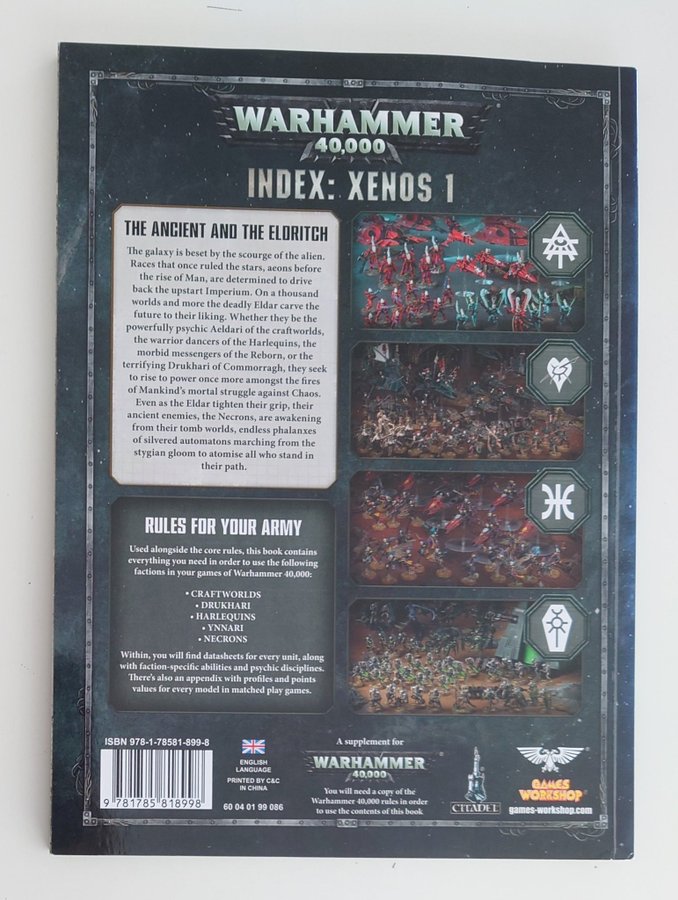 WARHAMMER
40,000
INDEX: XENOS 1
THE ANCIENT AND THE ELDRITCH
The galaxy is beset by the scourge of the alien.
Races that once ruled the stars, aeons before
the rise of Man, are determined to drive
back the upstart Imperium. On a thousand
worlds and more the deadly Eldar carve the
future to their liking. Whether they be the
powerfully psychic Aeldari of the craftworlds,
the warrior dancers of the Harlequins, the
morbid messengers of the Reborn, or the
terrifying Drukhari of Commorragh, they seek
to rise to power once more amongst the fires
of Mankind's mortal struggle against Chaos.
Even as the Eldar tighten their grip, their
ancient enemies, the Necrons, are awakening
from their tomb worlds, endless phalanxes
of silvered automatons marching from the
stygian gloom to atomise all who stand in
their path.
RULES FOR YOUR ARMY
Used alongside the core rules, this book contains
everything you need in order to use the following
factions in your games of Warhammer 40,000:
• CRAFTWORLDS
• DRUKHARI
• HARLEQUINS
• YNNARI
• NECRONS
Within, you will find datasheets for every unit, along
with faction-specific abilities and psychic disciplines.
There's also an appendix with profiles and points
values for every model in matched play games.
ISBN 978-1-78581-899-8
9 781785 818998
ENGLISH
LANGUAGE
PRINTED BY C&C
IN CHINA
60 04 01 99 086
A supplement for
WARHAMMER
40,000
You will need a copy of the
Warhammer 40,000 rules in order
to use the contents of this book
CITADEL
GAMES
WORKSHOP
games-workshop.com